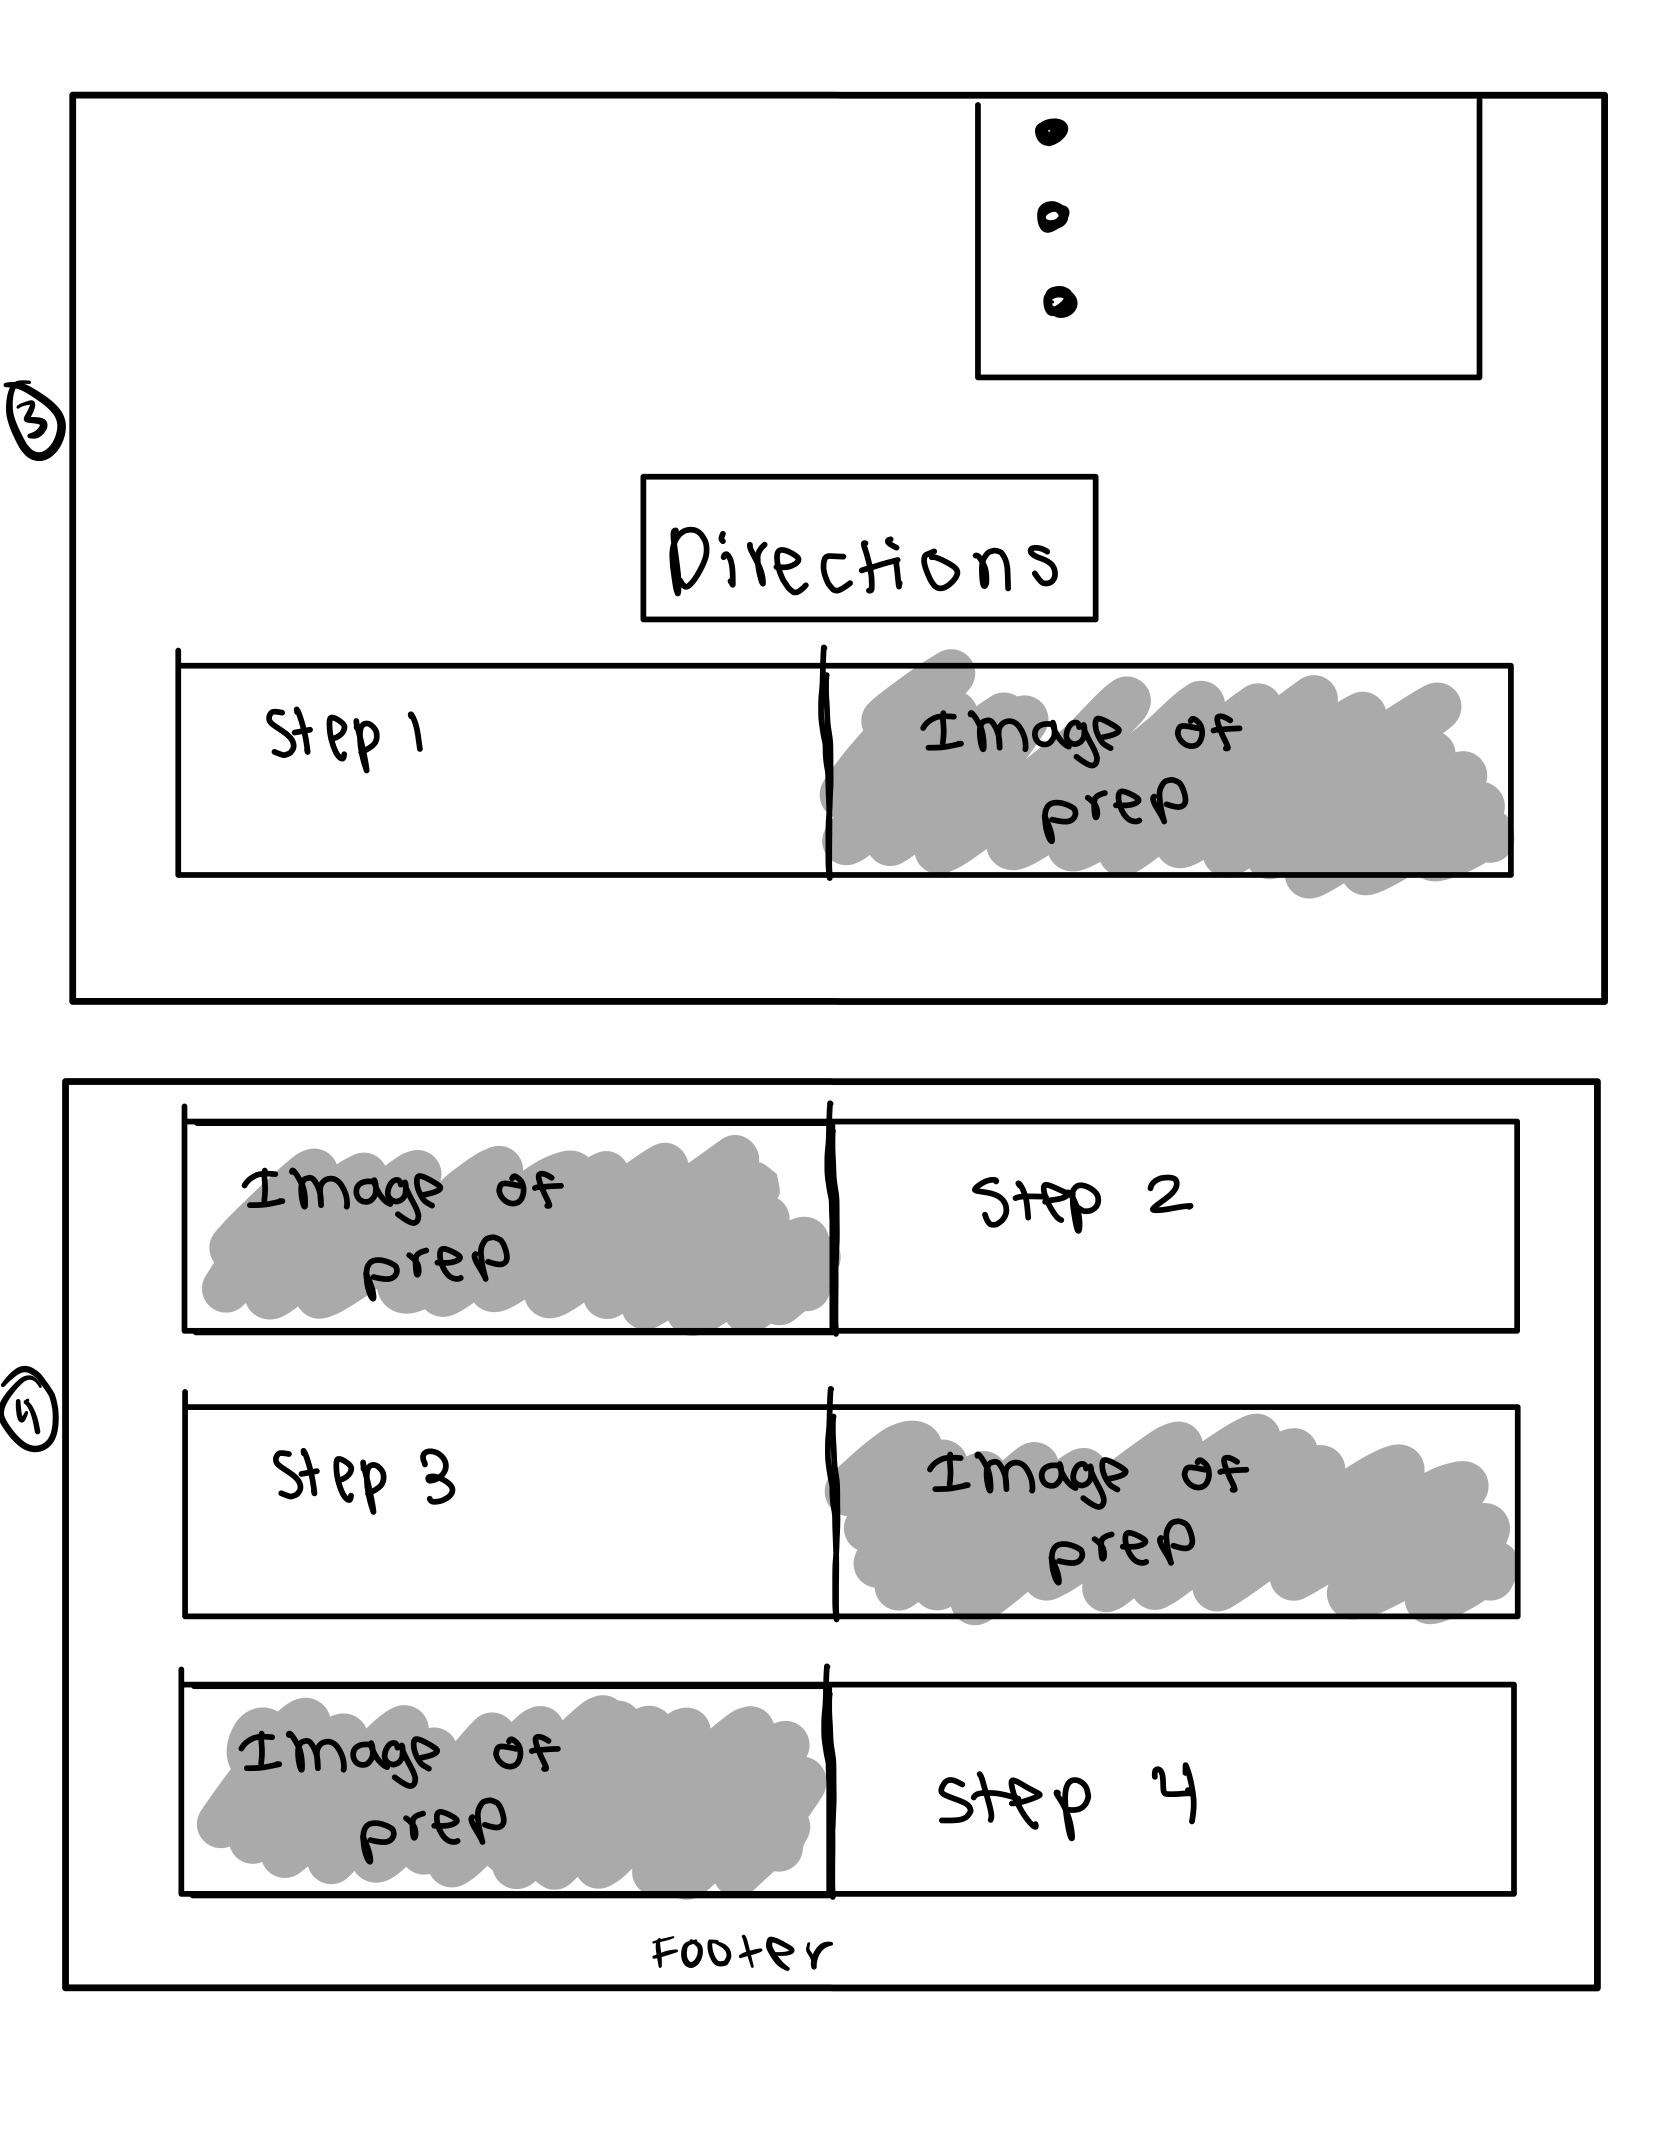 3
Directions
Step 1
Image of
prep
4
Image of
prep
Step 2
Step 3
Image of
prep
Image of
prep
Step 4
Footer